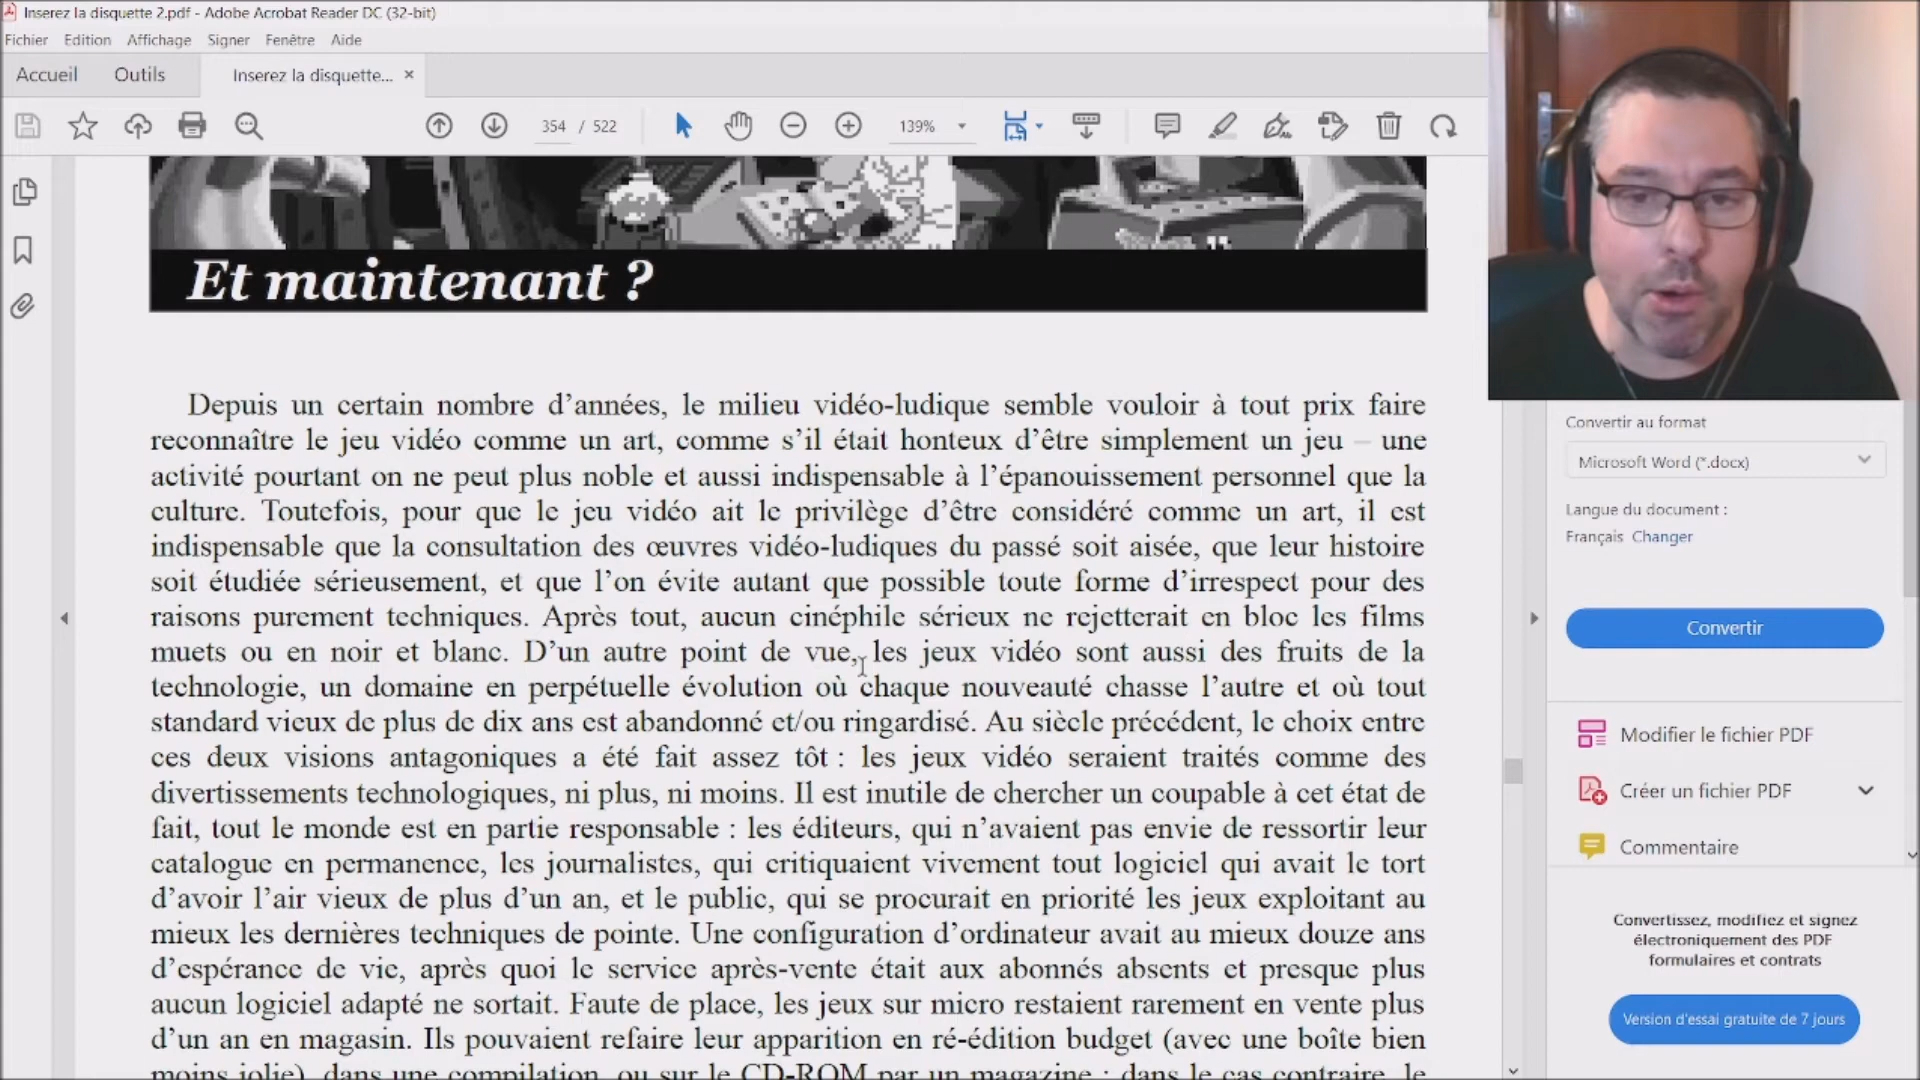 Inserez la disquette 2.pdf - Adobe Acrobat Reader DC (32-bit)
Fichier Edition Affichage Signer Fenêtre Aide
Accueil Outils Inserez la disquette... ×
354 / 522 139%
Et maintenant ?
Depuis un certain nombre d’années, le milieu vidéo-ludique semble vouloir à tout prix faire
reconnaître le jeu vidéo comme un art, comme s’il était honteux d’être simplement un jeu – une
activité pourtant on ne peut plus noble et aussi indispensable à l’épanouissement personnel que la
culture. Toutefois, pour que le jeu vidéo ait le privilège d’être considéré comme un art, il est
indispensable que la consultation des œuvres vidéo-ludiques du passé soit aisée, que leur histoire
soit étudiée sérieusement, et que l’on évite autant que possible toute forme d’irrespect pour des
raisons purement techniques. Après tout, aucun cinéphile sérieux ne rejetterait en bloc les films
muets ou en noir et blanc. D’un autre point de vue, les jeux vidéo sont aussi des fruits de la
technologie, un domaine en perpétuelle évolution où chaque nouveauté chasse l’autre et où tout
standard vieux de plus de dix ans est abandonné et/ou ringardisé. Au siècle précédent, le choix entre
ces deux visions antagoniques a été fait assez tôt : les jeux vidéo seraient traités comme des
divertissements technologiques, ni plus, ni moins. Il est inutile de chercher un coupable à cet état de
fait, tout le monde est en partie responsable : les éditeurs, qui n’avaient pas envie de ressortir leur
catalogue en permanence, les journalistes, qui critiquaient vivement tout logiciel qui avait le tort
d’avoir l’air vieux de plus d’un an, et le public, qui se procurait en priorité les jeux exploitant au
mieux les dernières techniques de pointe. Une configuration d’ordinateur avait au mieux douze ans
d’espérance de vie, après quoi le service après-vente était aux abonnés absents et presque plus
aucun logiciel adapté ne sortait. Faute de place, les jeux sur micro restaient rarement en vente plus
d’un an en magasin. Ils pouvaient refaire leur apparition en ré-édition budget (avec une boîte bien
moins jolie), dans une compilation, ou sur le CD-ROM par un magazine ; dans le cas contraire, le
Convertir au format
Microsoft Word (*.docx)
Langue du document :
Français Changer
Convertir
Modifier le fichier PDF
Créer un fichier PDF
Commentaire
Convertissez, modifiez et signez
électroniquement des PDF
formulaires et contrats
Version d'essai gratuite de 7 jours